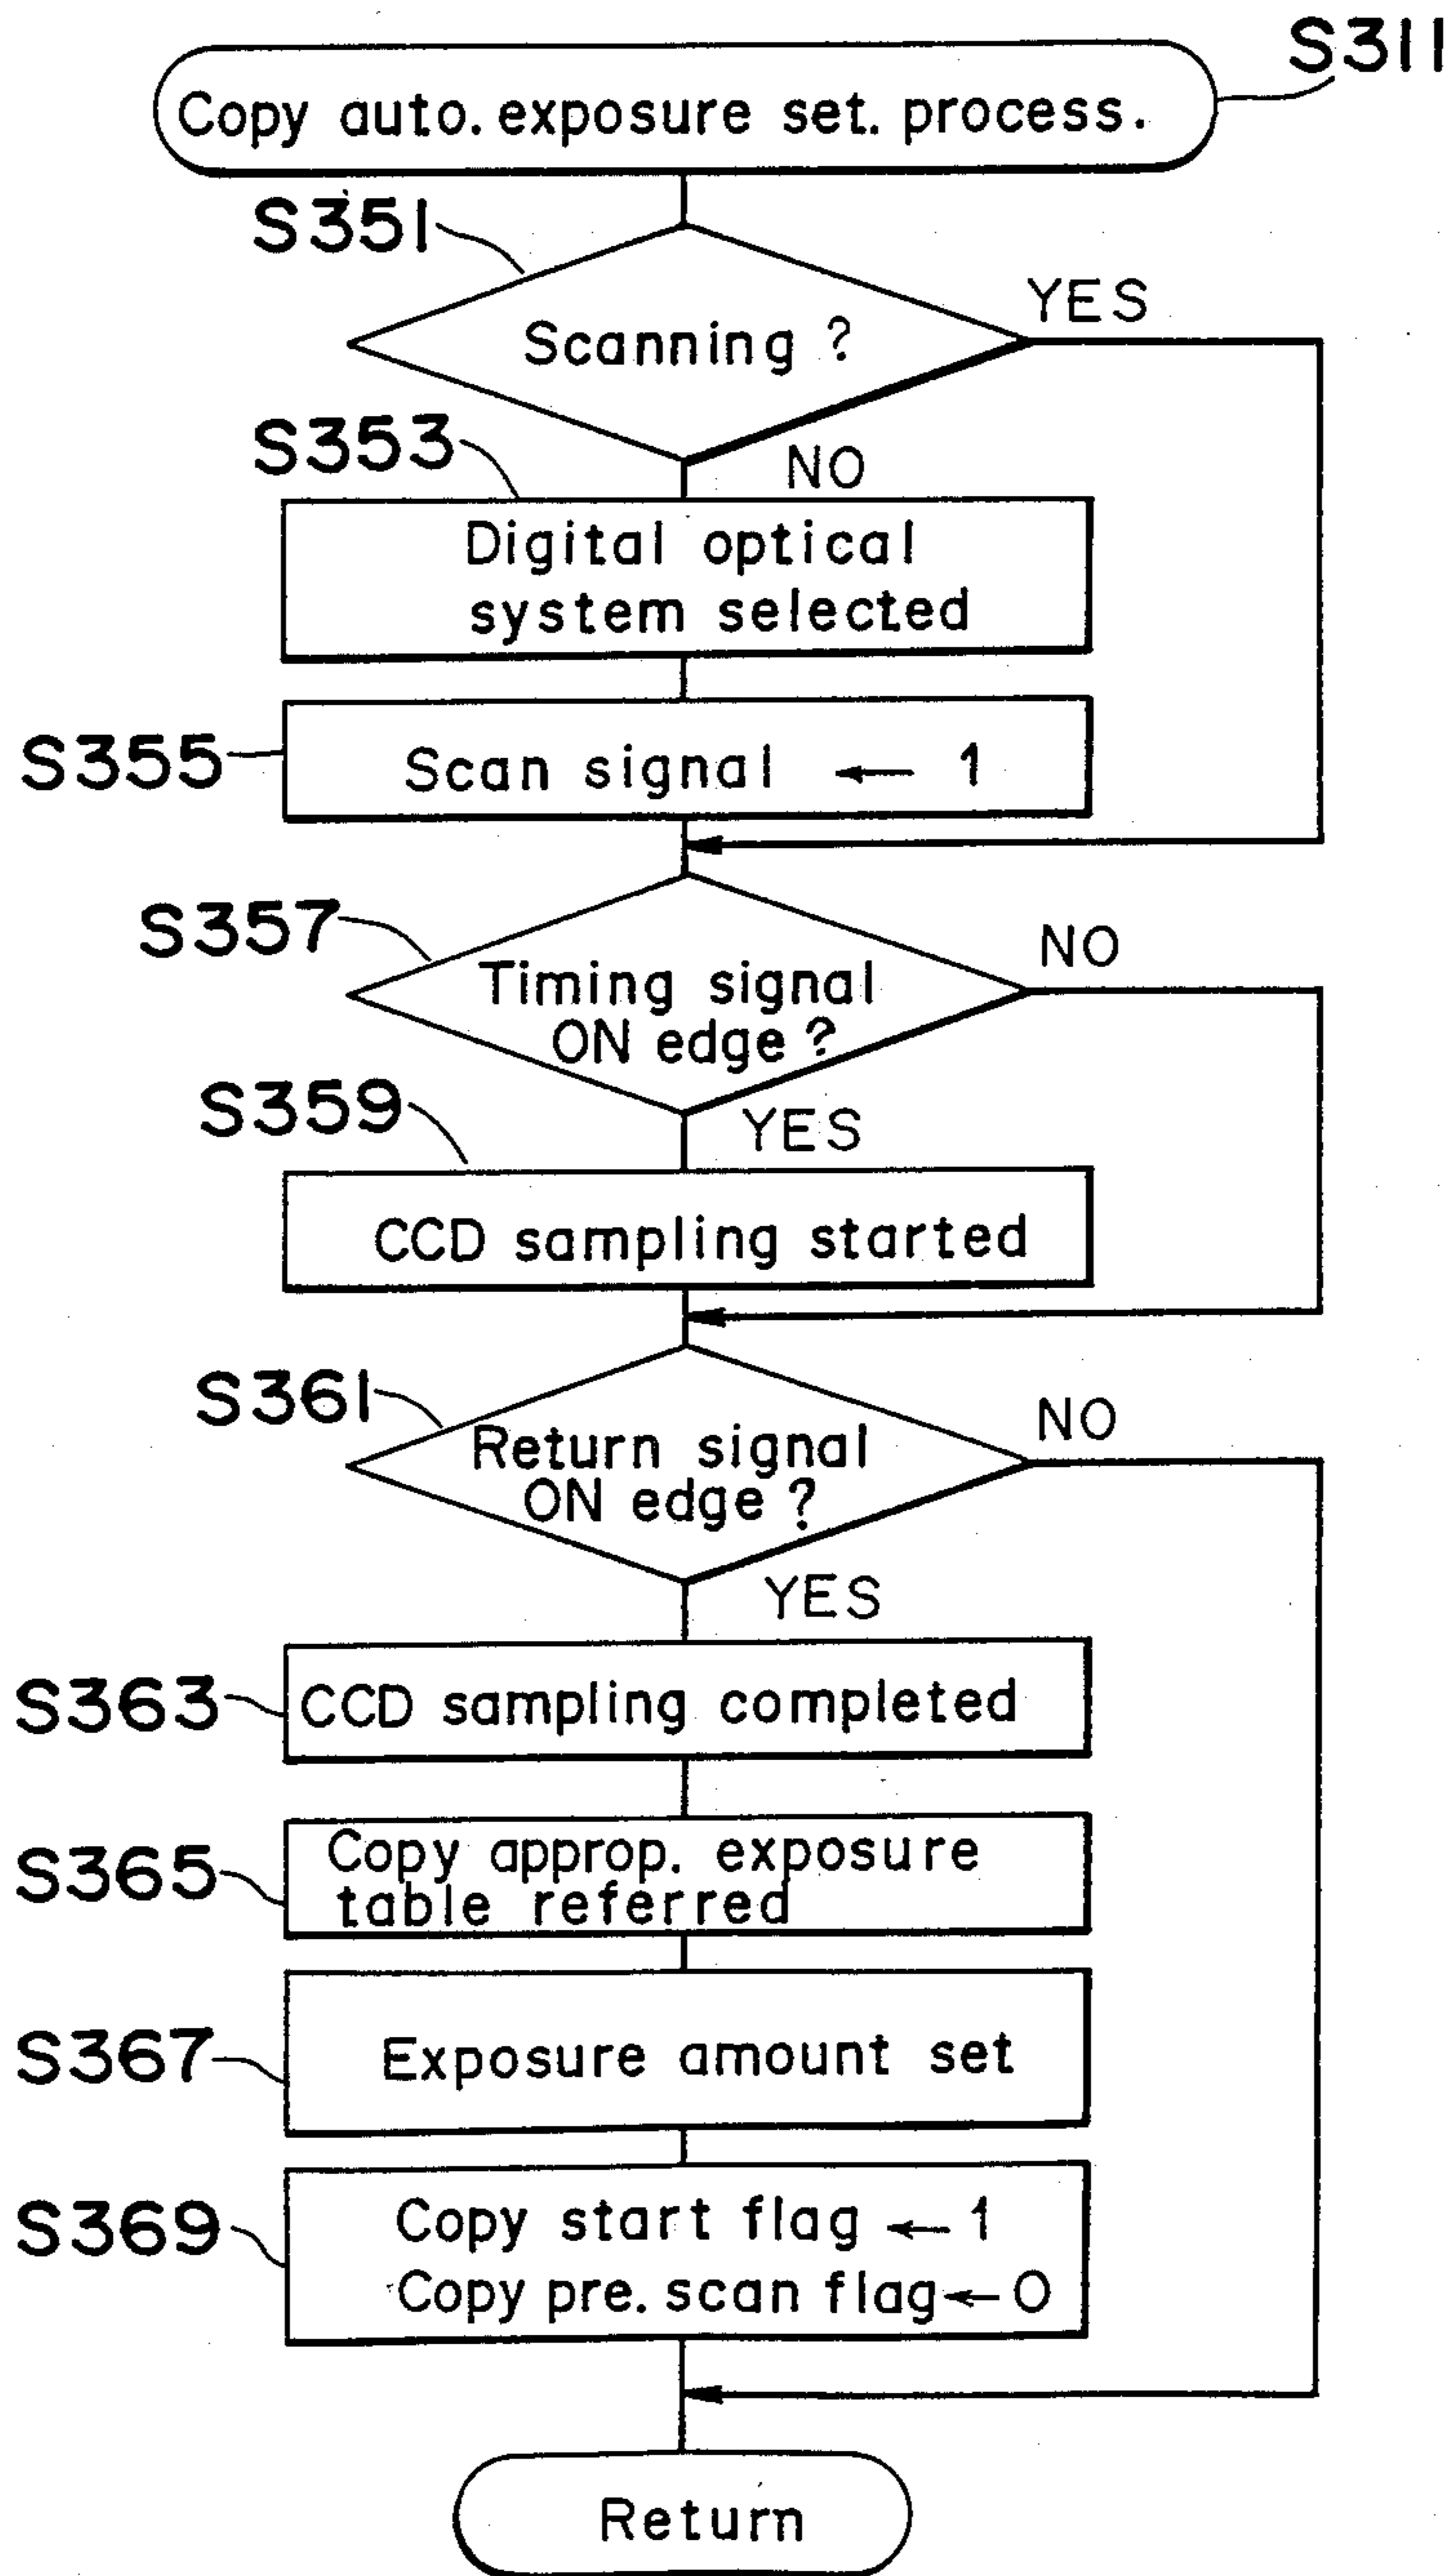 S311
Copy auto. exposure set. process.
S351
Scanning ?
YES
NO
S353
Digital optical
system selected
S355
Scan signal ← 1
S357
Timing signal
ON edge ?
NO
YES
S359
CCD sampling started
S361
Return signal
ON edge ?
NO
YES
S363
CCD sampling completed
S365
Copy approp. exposure
table referred
S367
Exposure amount set
S369
Copy start flag ← 1
Copy pre. scan flag ← 0
Return